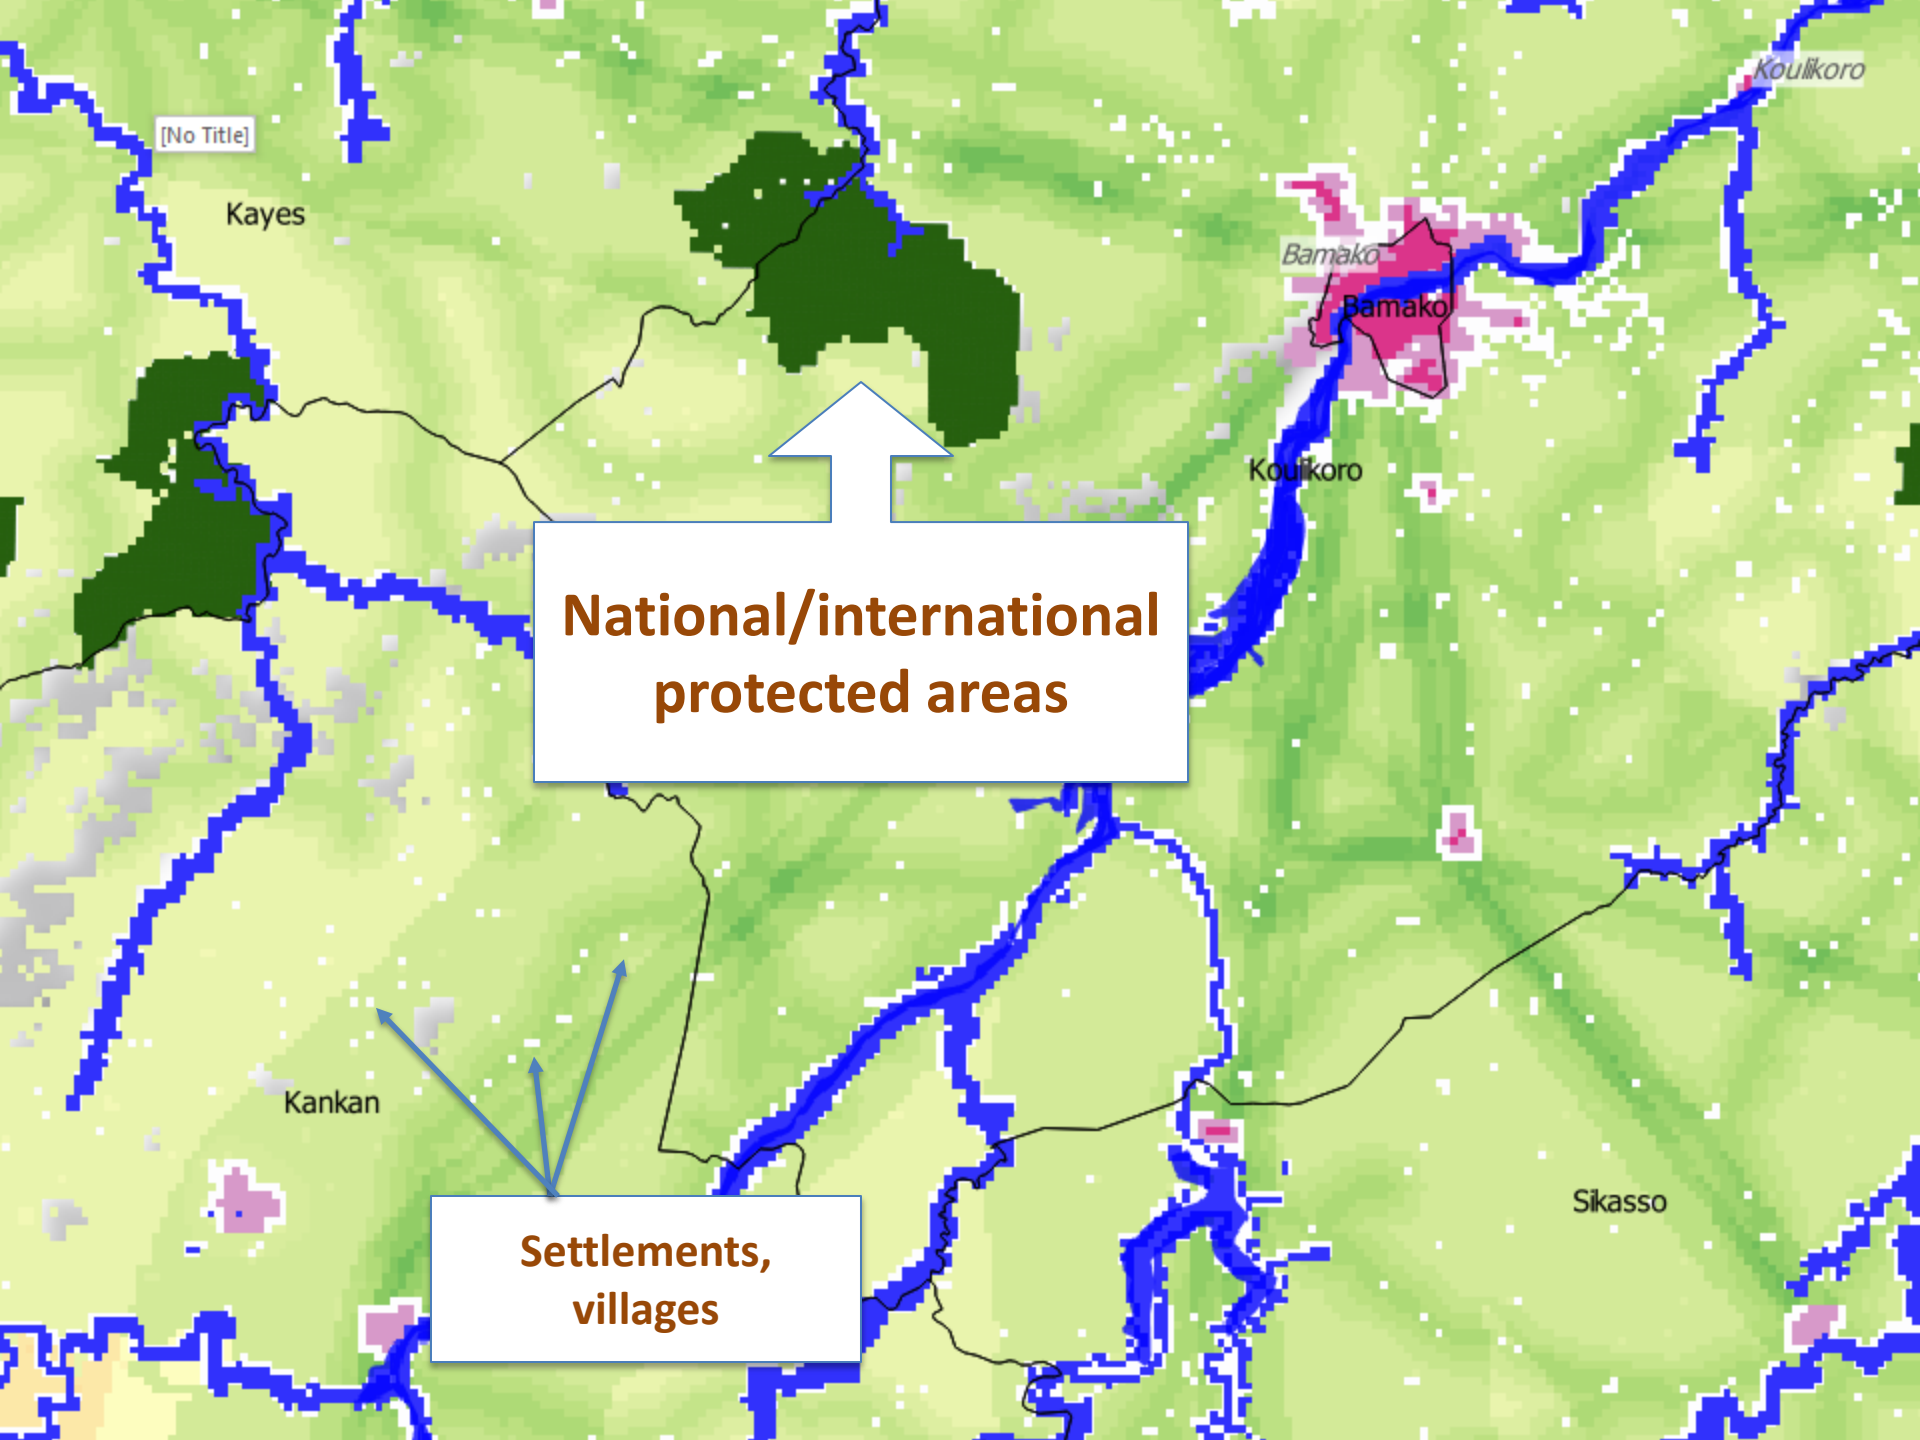 Koulikoro
[No Title]
Kayes
Bamako
Bamako
Koulikoro
National/international
protected areas
Kankan
Sikasso
Settlements,
villages